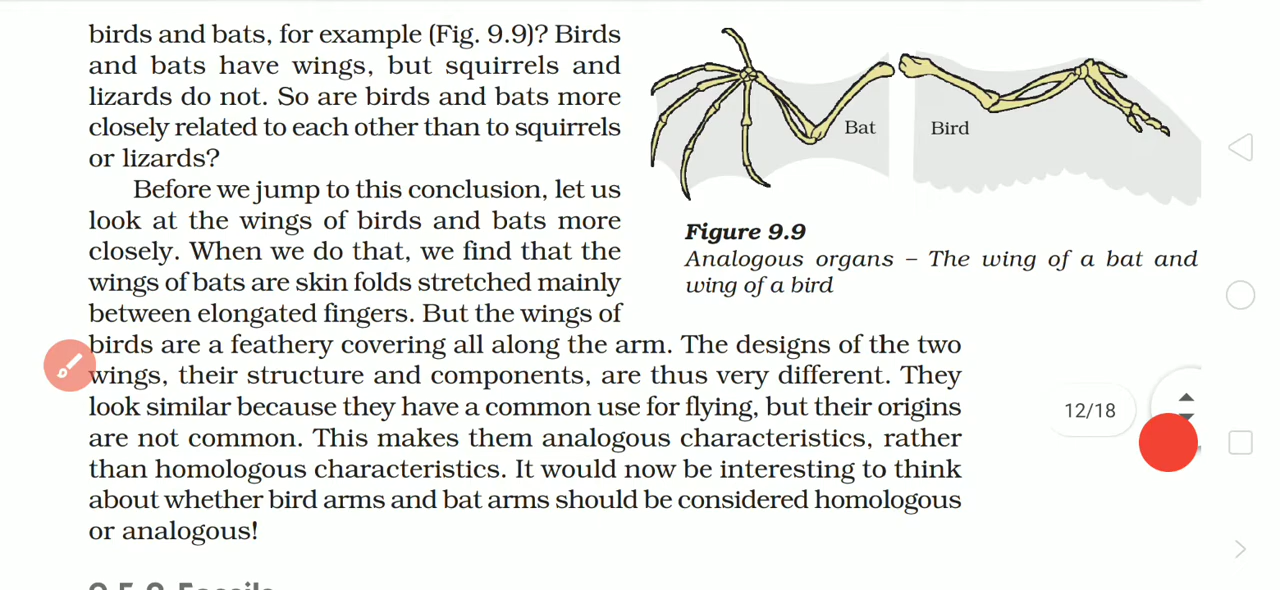 birds and bats, for example (Fig. 9.9)? Birds
and bats have wings, but squirrels and
lizards do not. So are birds and bats more
closely related to each other than to squirrels
or lizards?
Before we jump to this conclusion, let us
look at the wings of birds and bats more
closely. When we do that, we find that the
wings of bats are skin folds stretched mainly
between elongated fingers. But the wings of
birds are a feathery covering all along the arm. The designs of the two
wings, their structure and components, are thus very different. They
look similar because they have a common use for flying, but their origins
are not common. This makes them analogous characteristics, rather
than homologous characteristics. It would now be interesting to think
about whether bird arms and bat arms should be considered homologous
or analogous!
Bat
Bird
Figure 9.9
Analogous organs – The wing of a bat and
wing of a bird
12/18